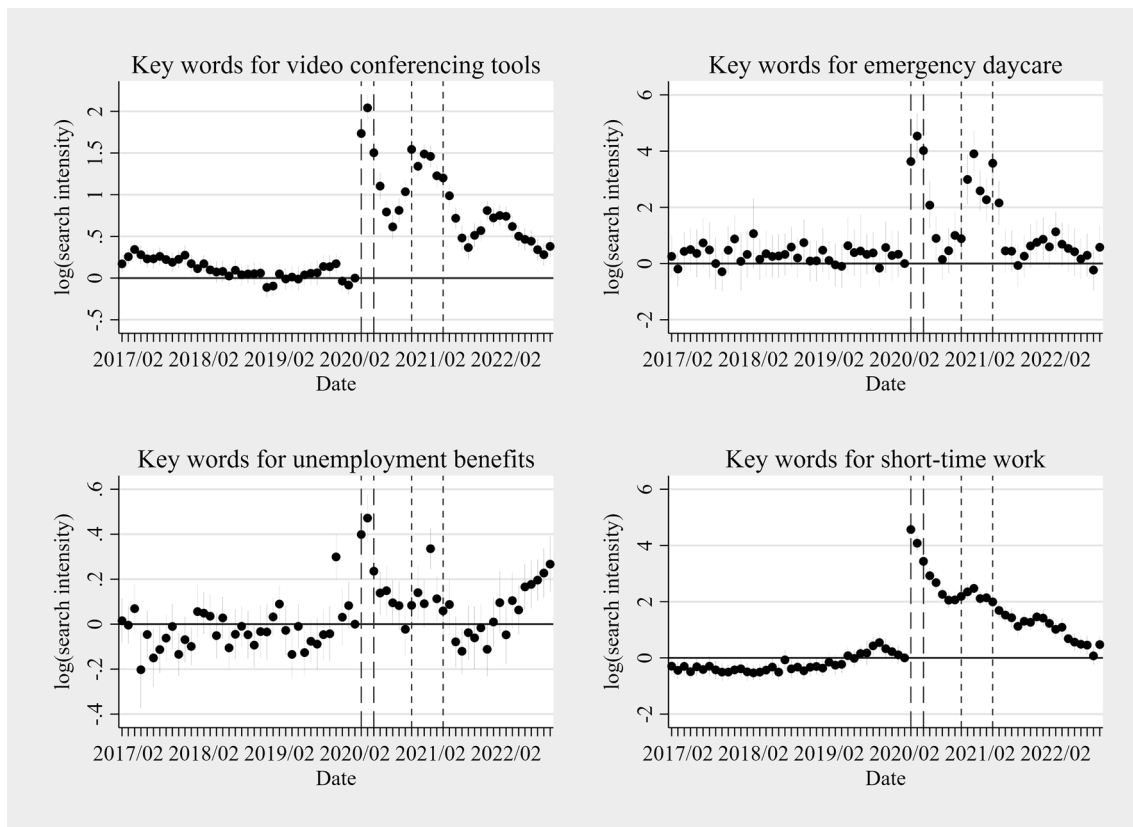 Key words for video conferencing tools
log(search intensity)
2
1.5
1
.5
0
-.5
2017/02 2018/02 2019/02 2020/02 2021/02 2022/02
Date
Key words for emergency daycare
log(search intensity)
6
4
2
0
-2
2017/02 2018/02 2019/02 2020/02 2021/02 2022/02
Date
Key words for unemployment benefits
log(search intensity)
.6
.4
.2
0
-.2
-.4
2017/02 2018/02 2019/02 2020/02 2021/02 2022/02
Date
Key words for short-time work
log(search intensity)
6
4
2
0
-2
2017/02 2018/02 2019/02 2020/02 2021/02 2022/02
Date